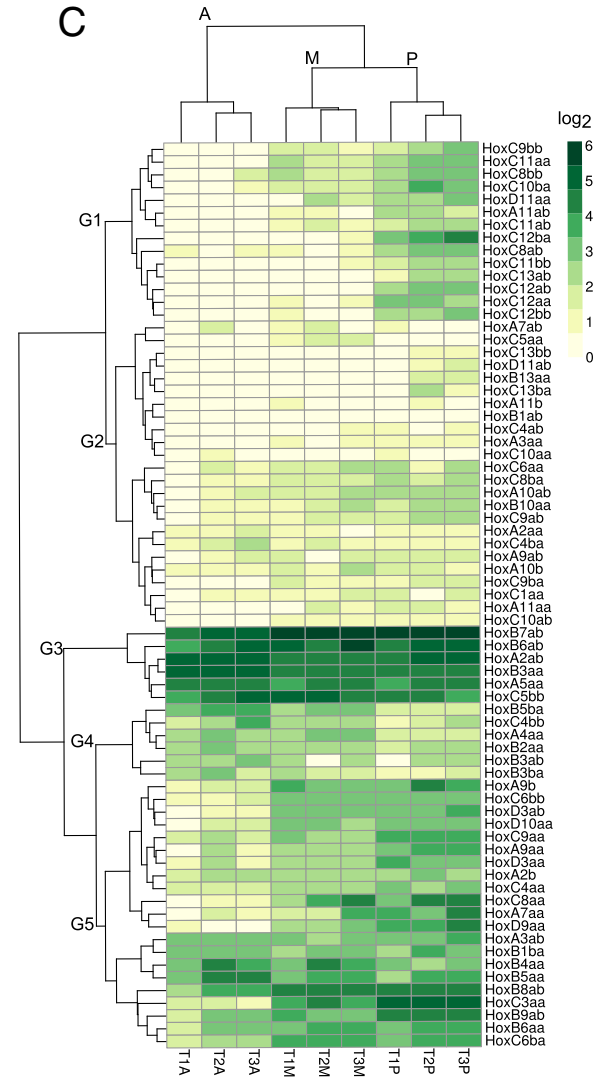 C
A
M
P
log2
6
5
4
3
2
1
0
G1
G2
G3
G4
G5
HoxC9bb
HoxC11aa
HoxC8bb
HoxC10ba
HoxD11aa
HoxA11ab
HoxC11ab
HoxC12ba
HoxC8ab
HoxC11bb
HoxC13ab
HoxC12ab
HoxC12aa
HoxC12bb
HoxA7ab
HoxC5aa
HoxC13bb
HoxD11ab
HoxB13aa
HoxC13ba
HoxA11b
HoxB1ab
HoxC4ab
HoxA3aa
HoxC10aa
HoxC6aa
HoxC8ba
HoxA10ab
HoxB10aa
HoxC9ab
HoxA2aa
HoxC4ba
HoxA9ab
HoxA10b
HoxC9ba
HoxC1aa
HoxA11aa
HoxC10ab
HoxB7ab
HoxB6ab
HoxA2ab
HoxB3aa
HoxA5aa
HoxC5bb
HoxB5ba
HoxC4bb
HoxA4aa
HoxB2aa
HoxB3ab
HoxB3ba
HoxA9b
HoxC6bb
HoxD3ab
HoxD10aa
HoxC9aa
HoxA9aa
HoxD3aa
HoxA2b
HoxC4aa
HoxC8aa
HoxA7aa
HoxD9aa
HoxA3ab
HoxB1ba
HoxB4aa
HoxB5aa
HoxB8ab
HoxC3aa
HoxB9ab
HoxB6aa
HoxC6ba
T1A
T2A
T3A
T1M
T2M
T3M
T1P
T2P
T3P